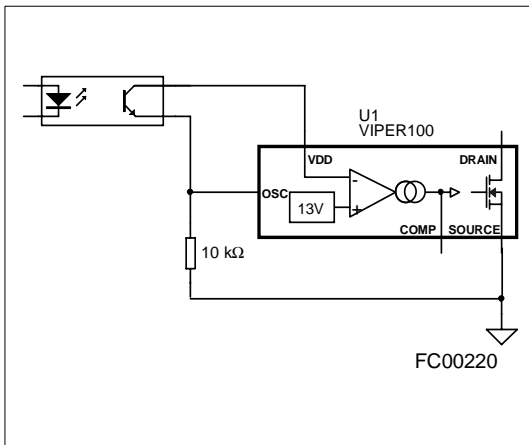 U1
VIPER100
VDD
DRAIN
-
OSC
13V
+
COMP
SOURCE
10 kΩ
FC00220